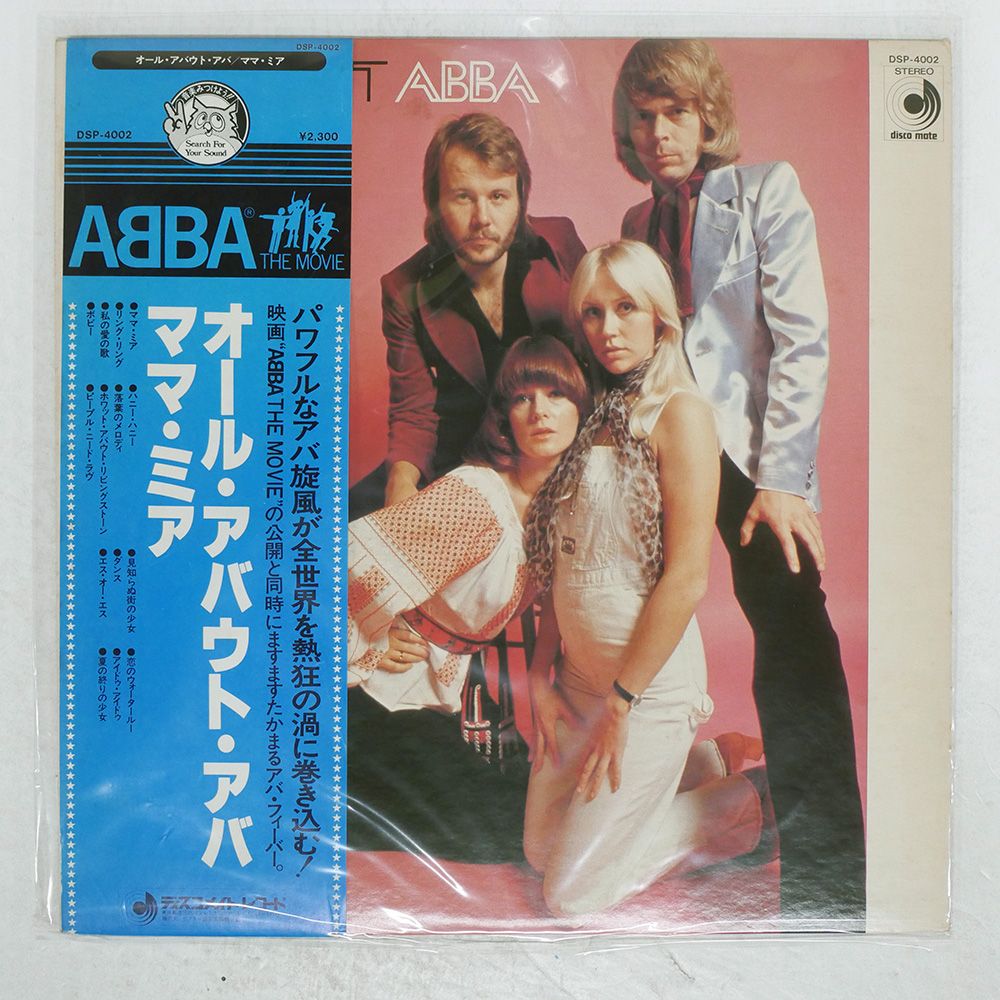 DSP-4002
オール・アバウト・アバ/ママ・ミア
音楽みつけよう!!
Search For
Your Sound
DSP-4002
¥2,300
ABBA®
THE MOVIE
パワフルなアバ旋風が全世界を熱狂の渦に巻き込む!
映画“ABBA THE MOVIE”の公開と同時にますますたかまるアバ・フィーバー。
オール・アバウト・アバ
ママ・ミア
●ママ・ミア
●リング・リング
●私の愛の歌
●ボビー
●ハニー・ハニー
●落葉のメロディ
●ホワット・アバウト・リビングストーン
●ピープル・ニード・ラヴ
●見知らぬ街の少女
●ダンス
●エス・オー・エス
●恋のウォータールー
●アイ・ドゥ・アイ・ドゥ
●夏の終りの少女
ディスコメイト・レコード
T ABBA
DSP-4002
STEREO
disco mate